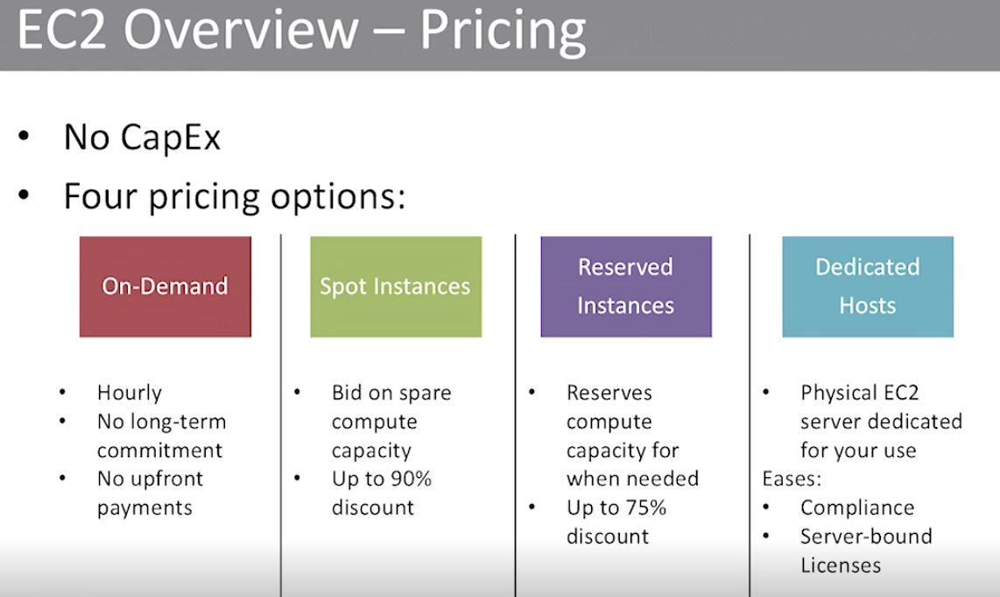 EC2 Overview – Pricing
• No CapEx
• Four pricing options:
On-Demand
• Hourly
• No long-term
commitment
• No upfront
payments
Spot Instances
• Bid on spare
compute
capacity
• Up to 90%
discount
Reserved
Instances
• Reserves
compute
capacity for
when needed
• Up to 75%
discount
Dedicated
Hosts
• Physical EC2
server dedicated
for your use
Eases:
• Compliance
• Server-bound
Licenses